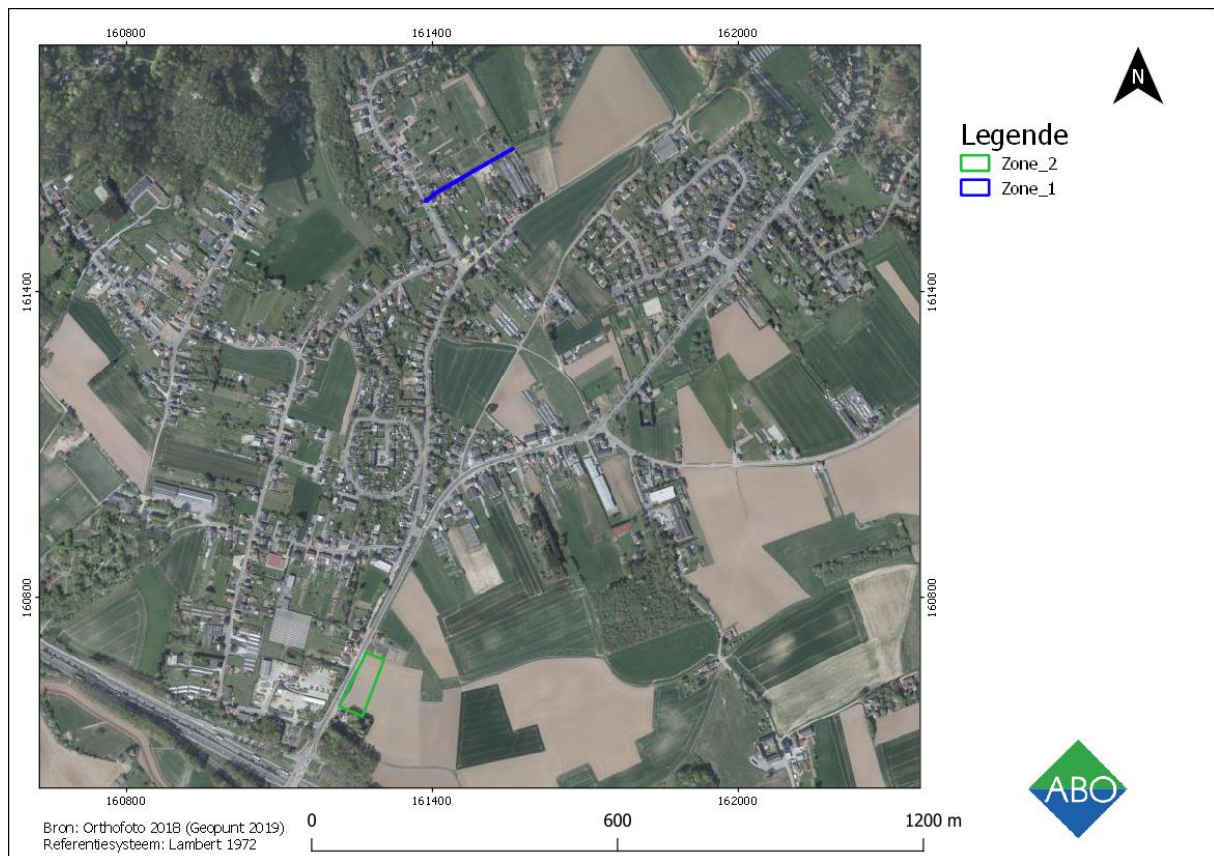 160800
161400
162000
N
Legende
Zone_2
Zone_1
161400
161400
160800
160800
160800
161400
162000
ABO
Bron: Orthofoto 2018 (Geopunt 2019)
Referentiesysteem: Lambert 1972
0
600
1200 m